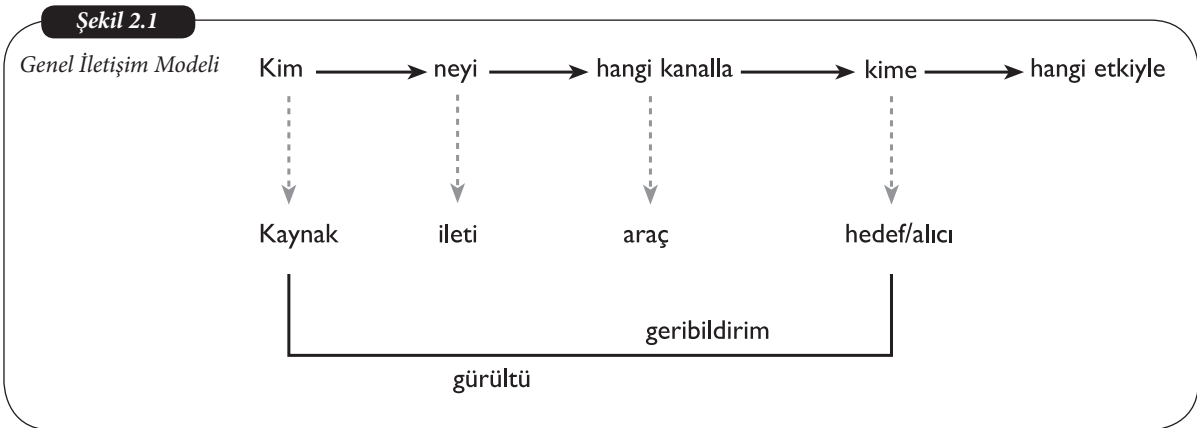 Şekil 2.1
Genel İletişim Modeli
Kim neyi hangi kanalla kime hangi etkiyle
Kaynak ileti araç hedef/alıcı
geribildirim
gürültü